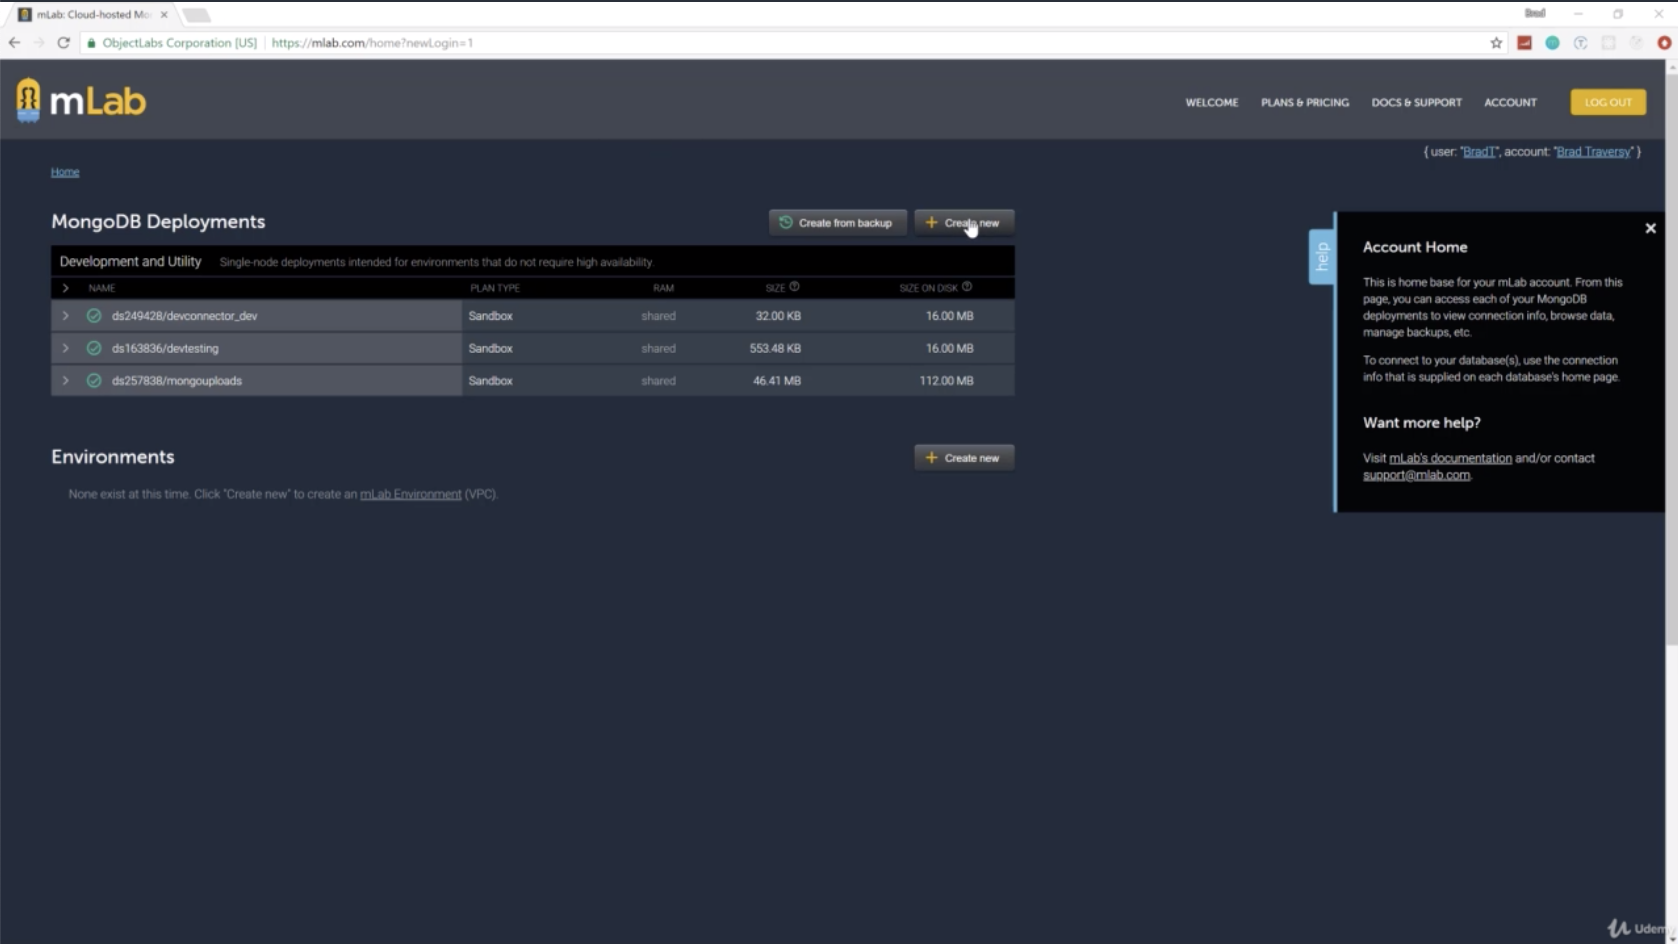 mLab: Cloud-hosted Mo
Brad
ObjectLabs Corporation [US] https://mlab.com/home?newLogin=1
mLab
WELCOME PLANS & PRICING DOCS & SUPPORT ACCOUNT LOG OUT
{ user: "BradT", account: "Brad Traversy" }
Home
MongoDB Deployments
Create from backup
Create new
Development and Utility Single-node deployments intended for environments that do not require high availability.
NAME PLAN TYPE RAM SIZE SIZE ON DISK
ds249428/devconnector_dev Sandbox shared 32.00 KB 16.00 MB
ds163836/devtesting Sandbox shared 553.48 KB 16.00 MB
ds257838/mongouploads Sandbox shared 46.41 MB 112.00 MB
Environments
Create new
None exist at this time. Click "Create new" to create an mLab Environment (VPC).
help
Account Home
This is home base for your mLab account. From this
page, you can access each of your MongoDB
deployments to view connection info, browse data,
manage backups, etc.
To connect to your database(s), use the connection
info that is supplied on each database's home page.
Want more help?
Visit mLab's documentation and/or contact
support@mlab.com.
Udem